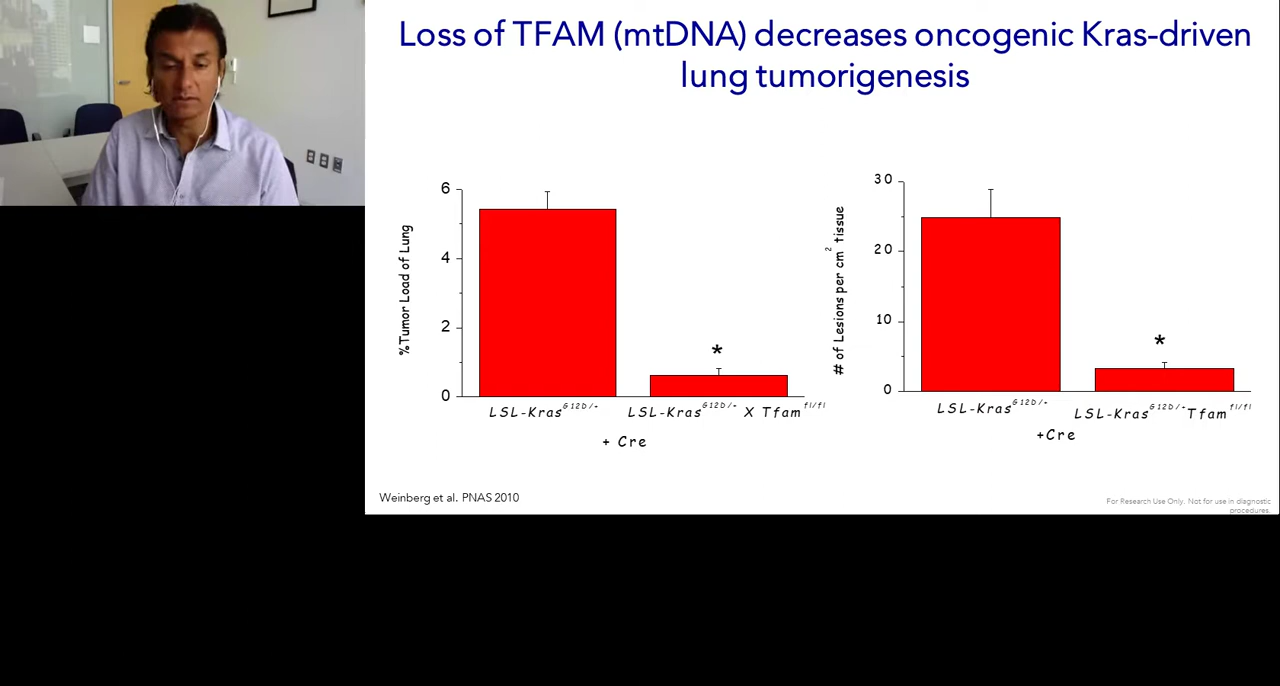 Loss of TFAM (mtDNA) decreases oncogenic Kras-driven
lung tumorigenesis
%Tumor Load of Lung
6
4
2
0
LSL-Kras^G12D/+
LSL-Kras^G12D/+ X Tfam^fl/fl
+ Cre
*
# of Lesions per cm² tissue
30
20
10
0
LSL-Kras^G12D/+
LSL-Kras^G12D/+ Tfam^fl/fl
+Cre
*
Weinberg et al. PNAS 2010
For Research Use Only. Not for use in diagnostic
procedures.